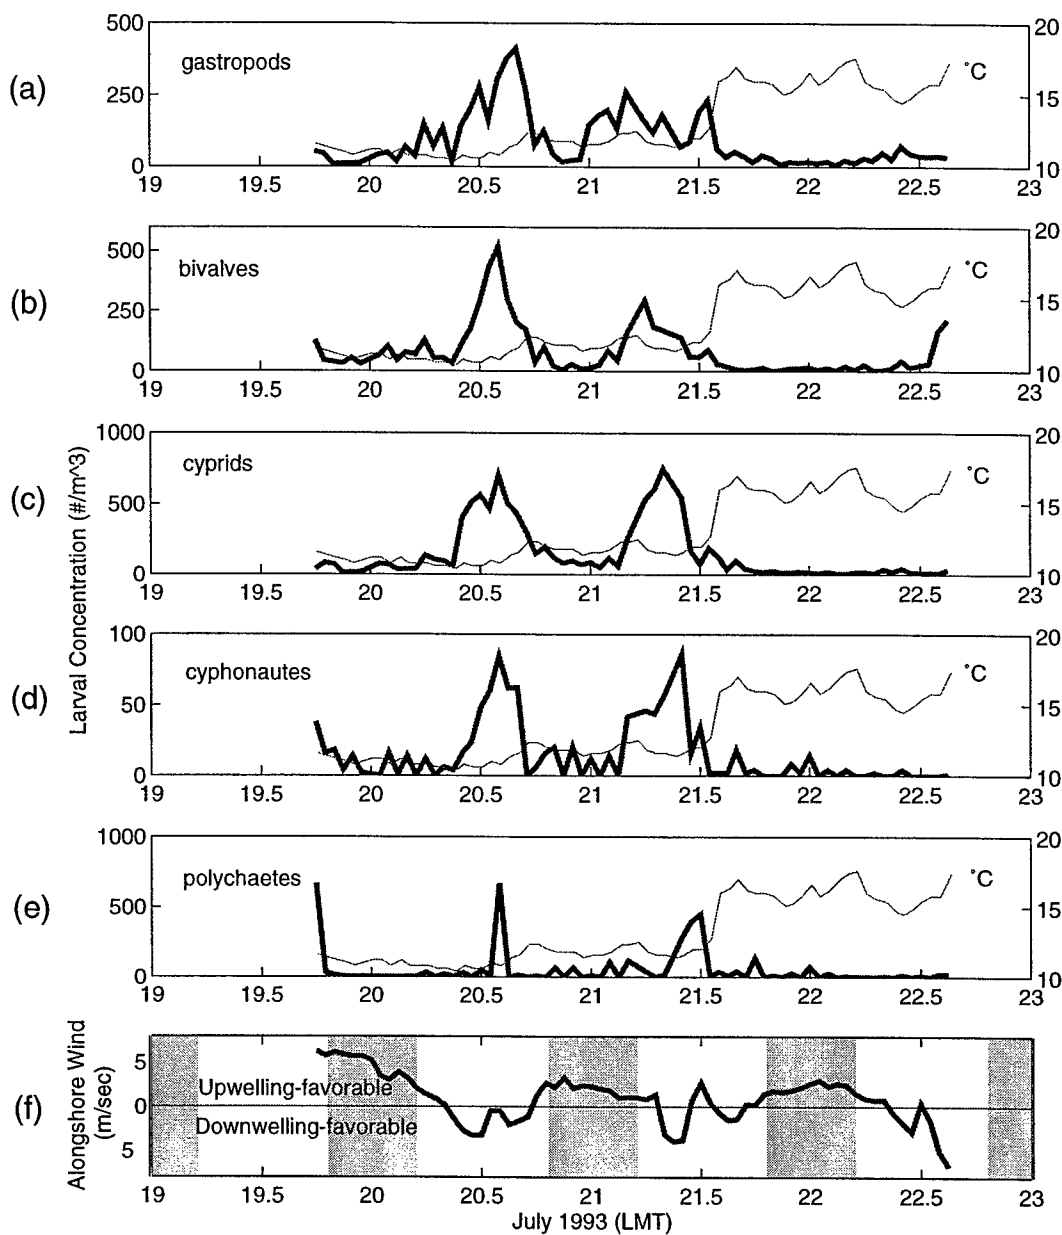 (a)
500
250
0
gastropods
°C
20
15
10
19 19.5 20 20.5 21 21.5 22 22.5 23
(b)
500
250
0
bivalves
°C
20
15
10
19 19.5 20 20.5 21 21.5 22 22.5 23
(c)
1000
500
0
cyprids
°C
20
15
10
19 19.5 20 20.5 21 21.5 22 22.5 23
Larval Concentration (#/m^3)
(d)
100
50
0
cyphonautes
°C
20
15
10
19 19.5 20 20.5 21 21.5 22 22.5 23
(e)
1000
500
0
polychaetes
°C
20
15
10
19 19.5 20 20.5 21 21.5 22 22.5 23
(f)
Alongshore Wind
(m/sec)
5
0
5
Upwelling-favorable
Downwelling-favorable
19 19.5 20 20.5 21 21.5 22 22.5 23
July 1993 (LMT)